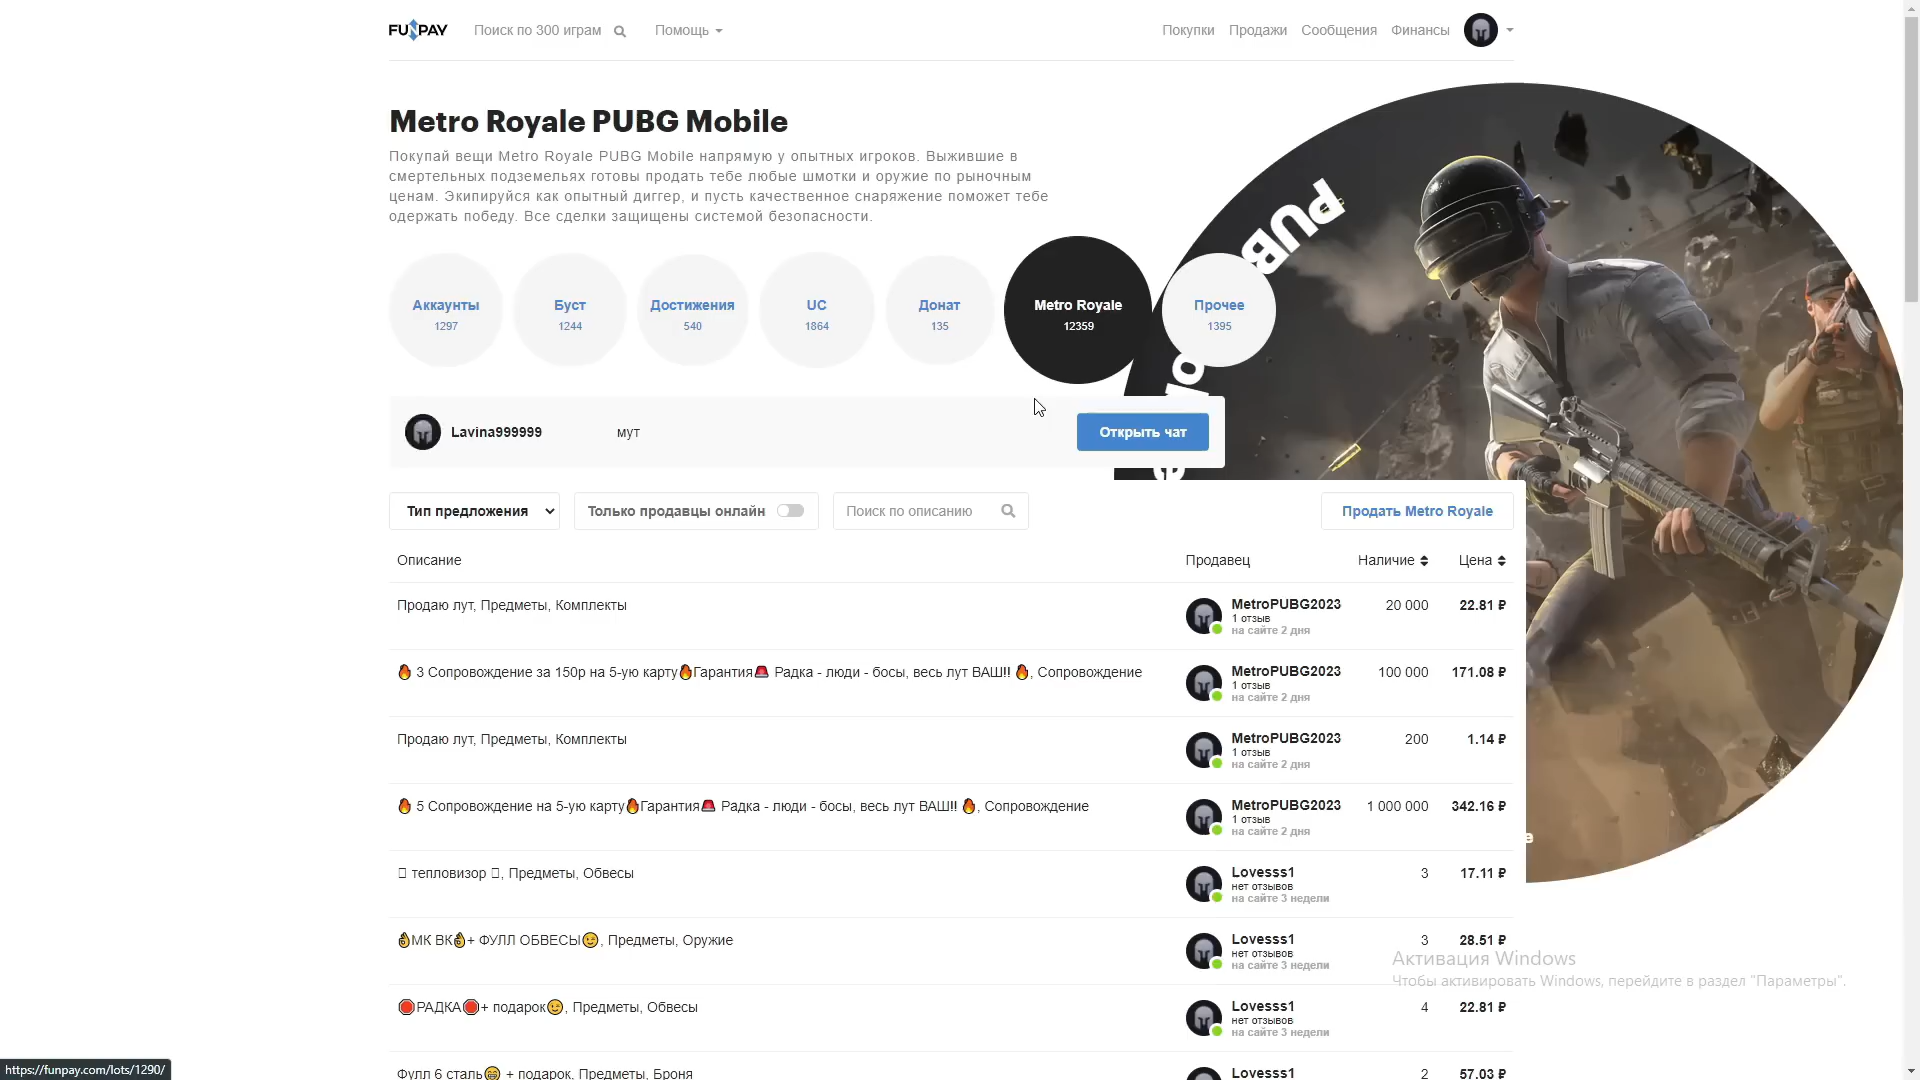 FUNPAY Поиск по 300 играм Помощь Покупки Продажи Сообщения Финансы
Metro Royale PUBG Mobile
Покупай вещи Metro Royale PUBG Mobile напрямую у опытных игроков. Выжившие в
смертельных подземельях готовы продать тебе любые шмотки и оружие по рыночным
ценам. Экипируйся как опытный диггер, и пусть качественное снаряжение поможет тебе
одержать победу. Все сделки защищены системой безопасности.
PUB
Аккаунты Буст Достижения UC Донат Metro Royale Прочее
1297 1244 540 1864 135 12359 1395
Lavina999999 мут Открыть чат
Тип предложения Только продавцы онлайн Поиск по описанию Продать Metro Royale
Описание Продавец Наличие Цена
Продаю лут, Предметы, Комплекты MetroPUBG2023 20 000 22.81 ₽
1 отзыв
на сайте 2 дня
🔥 3 Сопровождение за 150р на 5-ую карту🔥Гарантия🚨 Радка - люди - босы, весь лут ВАШ!! 🔥, Сопровождение MetroPUBG2023 100 000 171.08 ₽
1 отзыв
на сайте 2 дня
Продаю лут, Предметы, Комплекты MetroPUBG2023 200 1.14 ₽
1 отзыв
на сайте 2 дня
🔥 5 Сопровождение на 5-ую карту🔥Гарантия🚨 Радка - люди - босы, весь лут ВАШ!! 🔥, Сопровождение MetroPUBG2023 1 000 000 342.16 ₽
1 отзыв
на сайте 2 дня
тепловизор , Предметы, Обвесы Lovesss1 3 17.11 ₽
нет отзывов
на сайте 3 недели
👌МК ВК👌+ ФУЛЛ ОБВЕСЫ😉, Предметы, Оружие Lovesss1 3 28.51 ₽
нет отзывов
на сайте 3 недели
Активация Windows
Чтобы активировать Windows, перейдите в раздел "Параметры".
🛑РАДКА🛑+ подарок😉, Предметы, Обвесы Lovesss1 4 22.81 ₽
нет отзывов
на сайте 3 недели
Фулл 6 сталь😁 + подарок, Предметы, Броня Lovesss1 2 57.03 ₽
https://funpay.com/lots/1290/